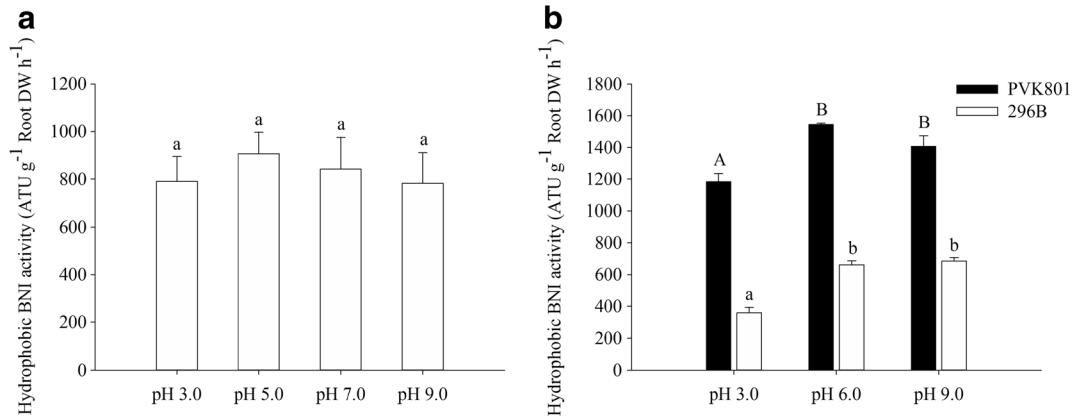 a
Hydrophobic BNI activity (ATU g⁻¹ Root DW h⁻¹)
1200
1000
800
600
400
200
0
a
a
a
a
pH 3.0 pH 5.0 pH 7.0 pH 9.0
b
Hydrophobic BNI activity (ATU g⁻¹ Root DW h⁻¹)
1800
1600
1400
1200
1000
800
600
400
200
0
PVK801
296B
A
a
B
b
B
b
pH 3.0 pH 6.0 pH 9.0